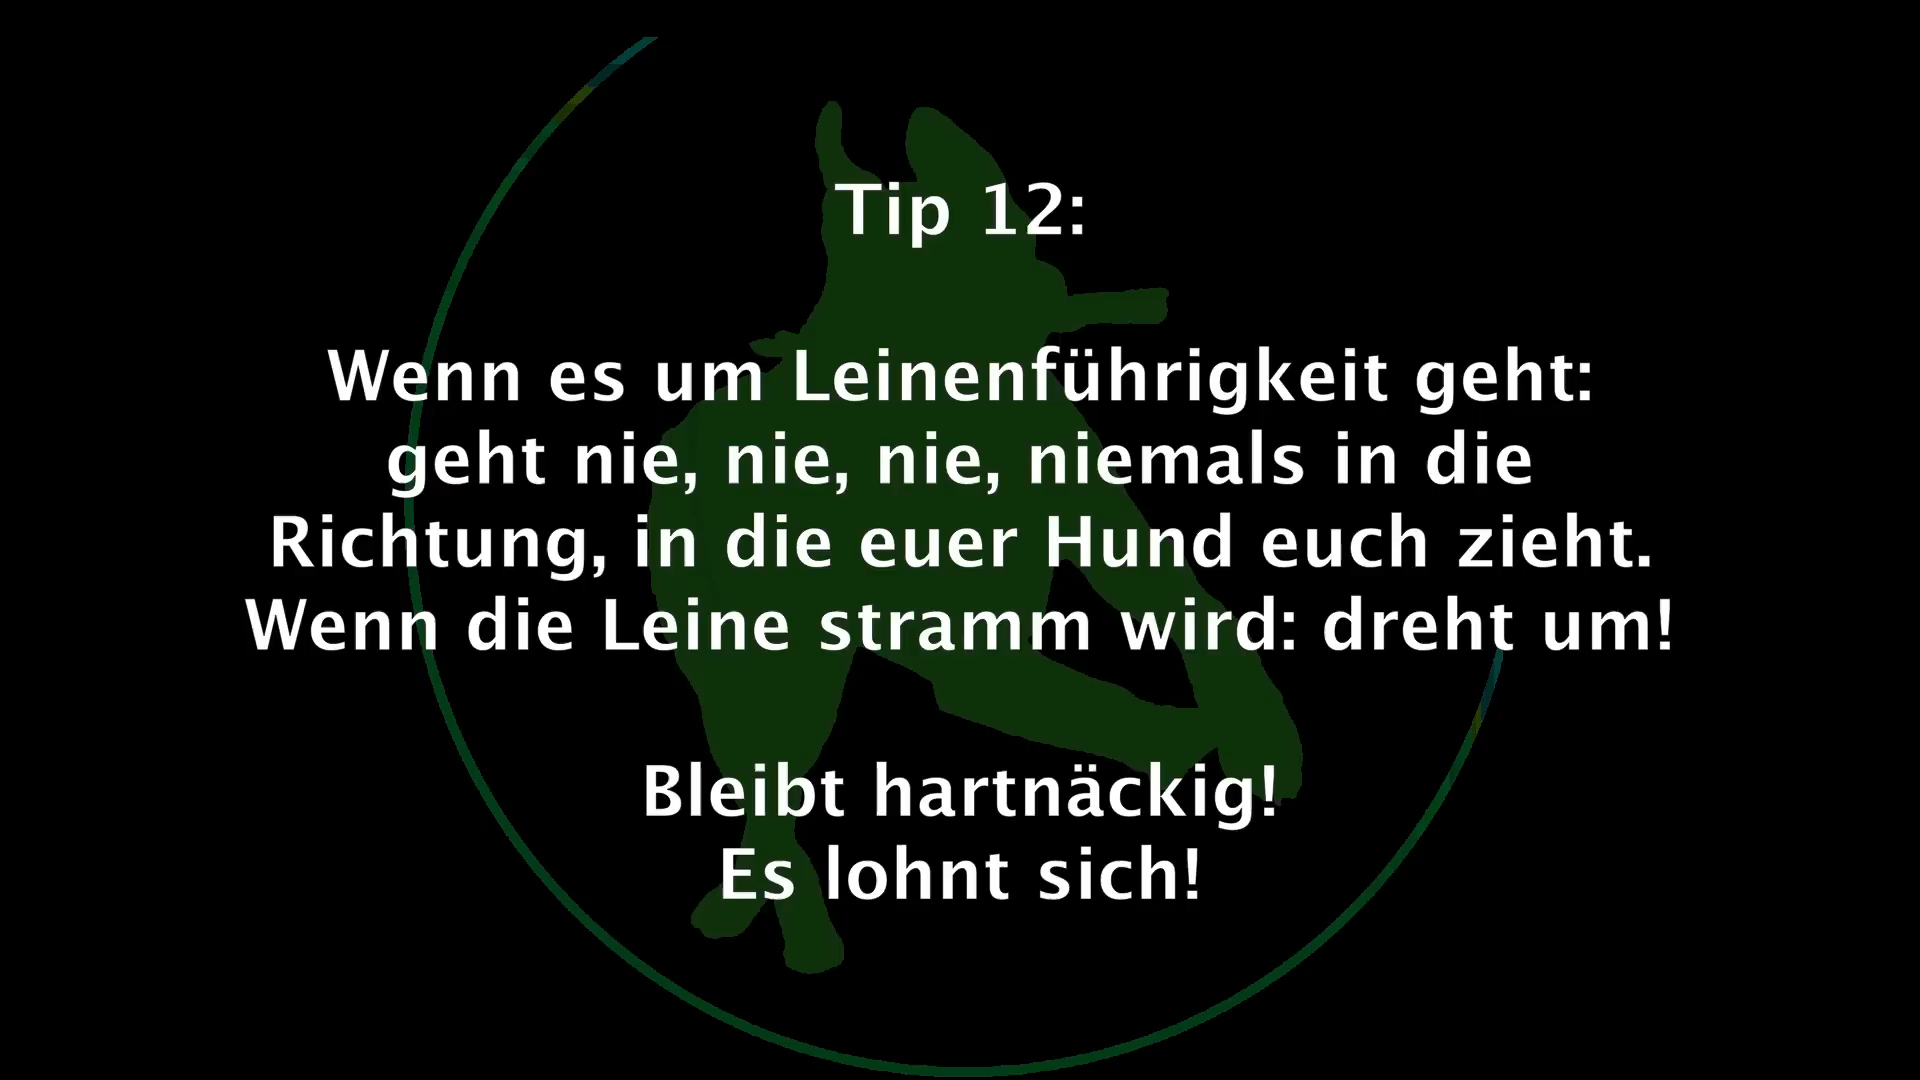 Tip 12:
Wenn es um Leinenführigkeit geht:
geht nie, nie, nie, niemals in die
Richtung, in die euer Hund euch zieht.
Wenn die Leine stramm wird: dreht um!
Bleibt hartnäckig!
Es lohnt sich!